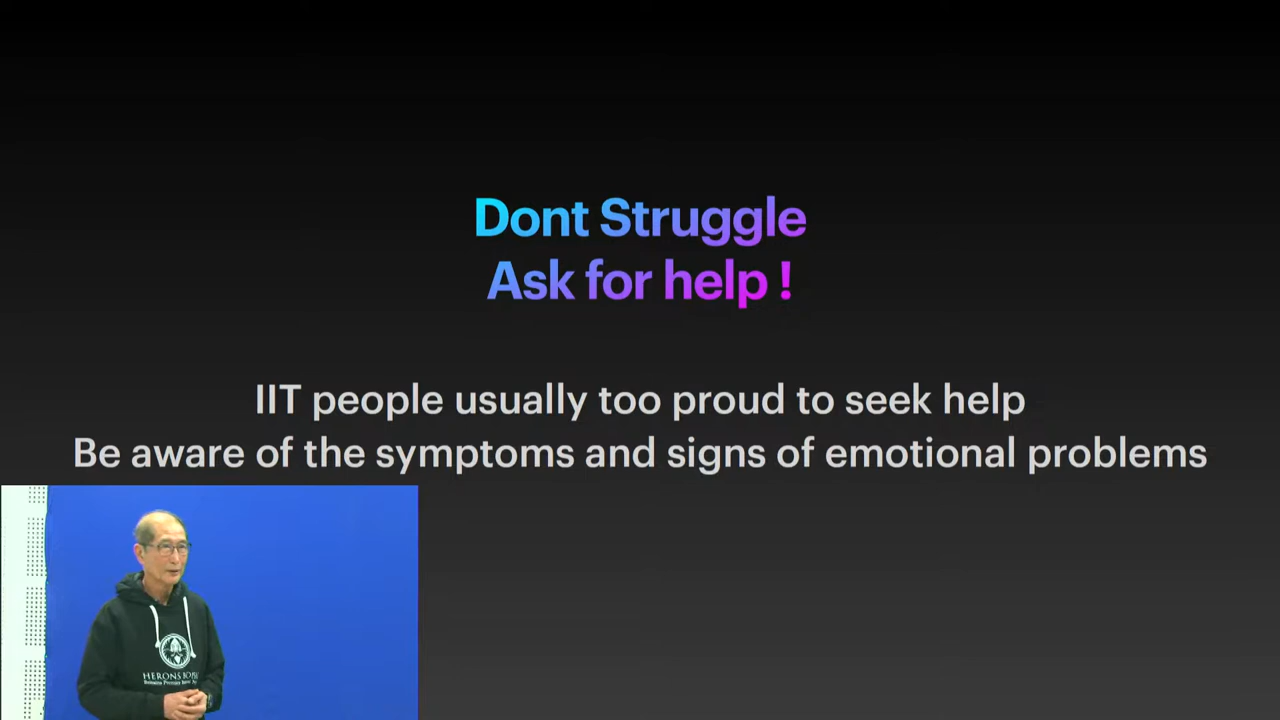 Dont Struggle
Ask for help !
IIT people usually too proud to seek help
Be aware of the symptoms and signs of emotional problems